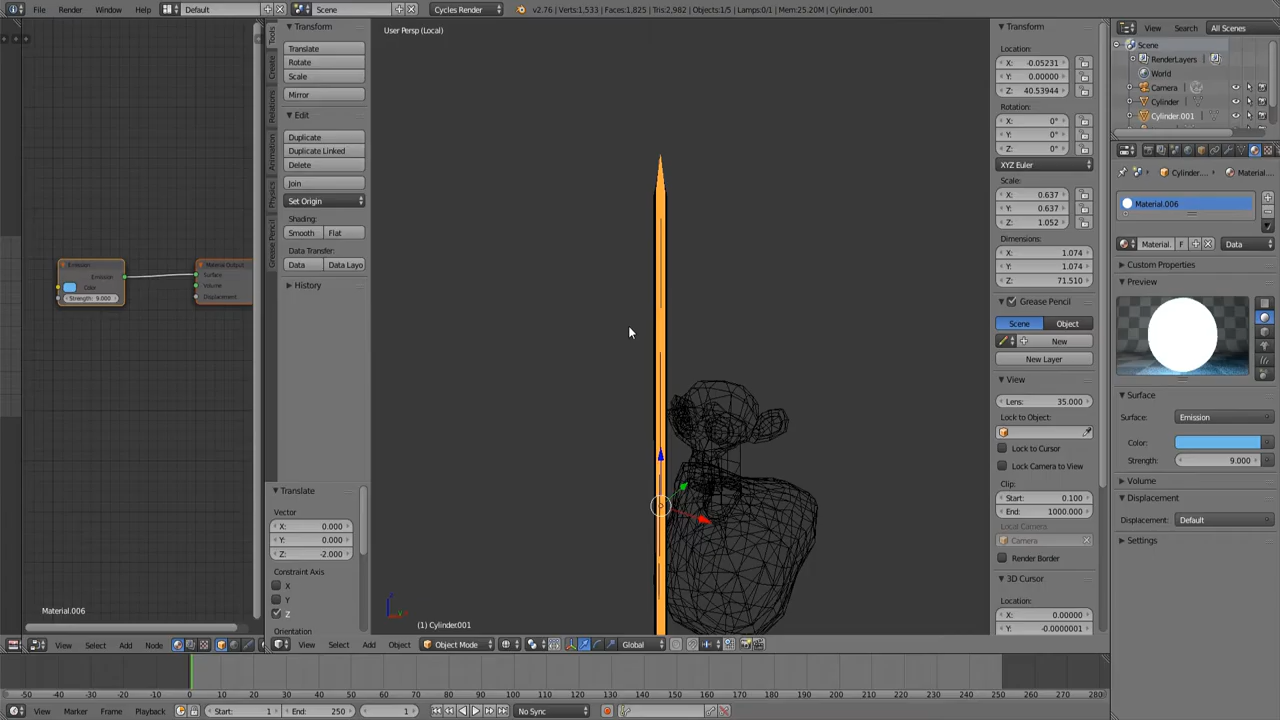 File Render Window Help Default Scene Cycles Render v2.76 | Verts:1,533 | Faces:1,825 | Tris:2,982 | Objects:1/5 | Lamps:0/1 | Mem:25.20M | Cylinder.001
User Persp (Local)
Tools
Create
Relations
Animation
Physics
Grease Pencil
Transform
Translate
Rotate
Scale
Mirror
Edit
Duplicate
Duplicate Linked
Delete
Join
Set Origin
Shading:
Smooth Flat
Data Transfer:
Data Data Layo
History
Translate
Vector
X: 0.000
Y: 0.000
Z: -2.000
Constraint Axis
X
Y
Z
Orientation
Emission
Emission
Color
Strength: 9.000
Material Output
Surface
Volume
Displacement
Material.006
(1) Cylinder.001
Transform
Location:
X: -0.05231
Y: 0.00000
Z: 40.53944
Rotation:
X: 0°
Y: 0°
Z: 0°
XYZ Euler
Scale:
X: 0.637
Y: 0.637
Z: 1.052
Dimensions:
X: 1.074
Y: 1.074
Z: 71.510
Grease Pencil
Scene Object
New
New Layer
View
Lens: 35.000
Lock to Object:
Lock to Cursor
Lock Camera to View
Clip:
Start: 0.100
End: 1000.000
Local Camera:
Camera
Render Border
3D Cursor
Location:
X: 0.00000
Y: -0.0000001
View Search All Scenes
Scene
RenderLayers
World
Camera
Cylinder
Cylinder.001
Cylinder.... Material....
Material.006
Material. F Data
Custom Properties
Preview
Surface
Surface: Emission
Color:
Strength: 9.000
Volume
Displacement
Displacement: Default
Settings
View Select Add Node
View Select Add Object Object Mode Global
-50 -40 -30 -20 -10 0 10 20 30 40 50 60 70 80 90 100 110 120 130 140 150 160 170 180 190 200 210 220 230 240 250 260 270 280
View Marker Frame Playback Start: 1 End: 250 1 No Sync